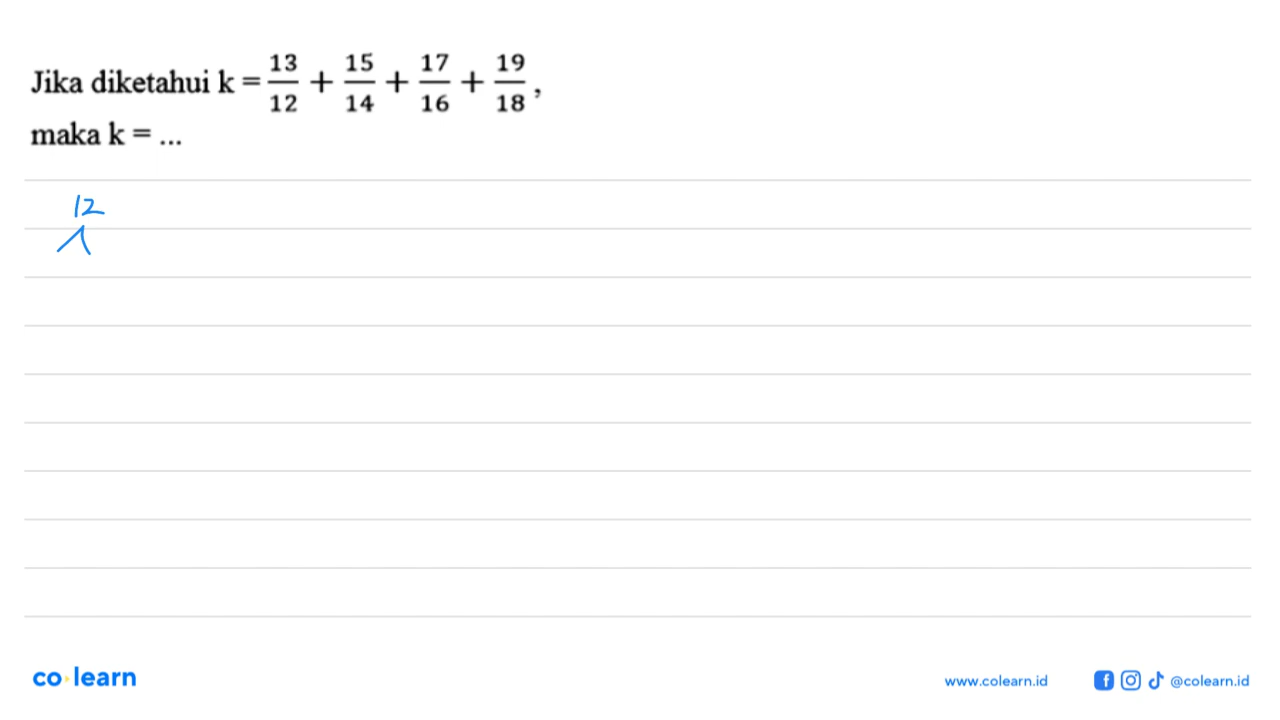 Jika diketahui k = 13/12 + 15/14 + 17/16 + 19/18 ,
maka k = ...
12
co learn
www.colearn.id @colearn.id